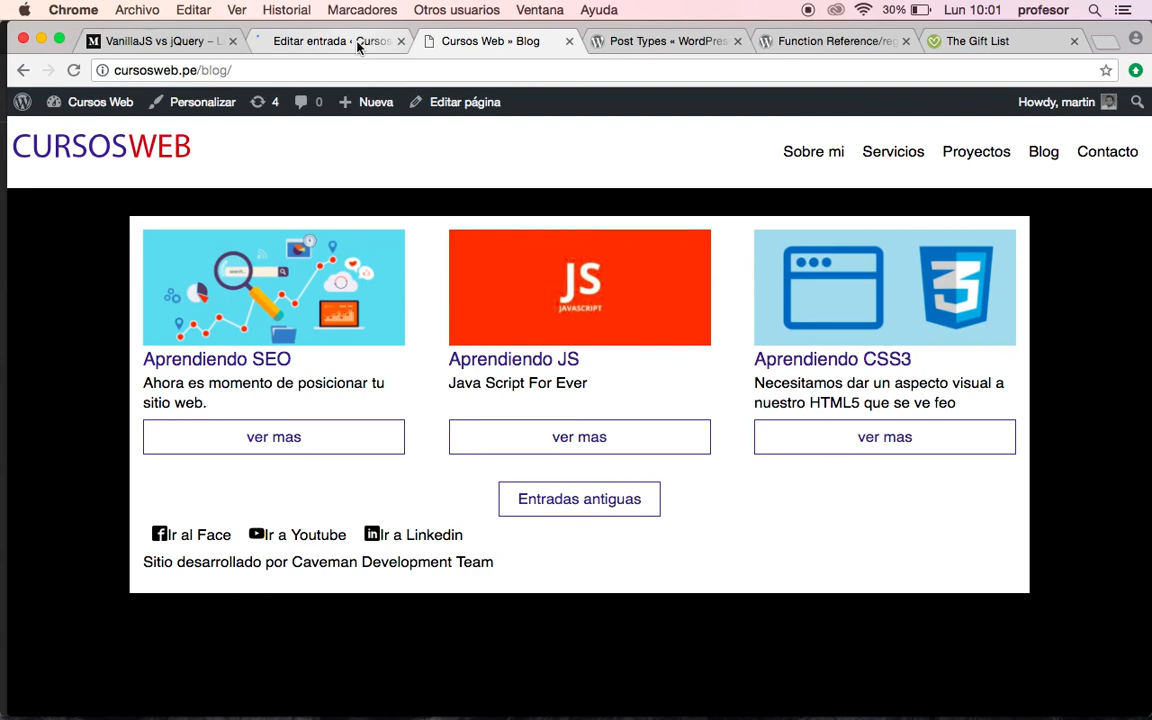 Chrome Archivo Editar Ver Historial Marcadores Otros usuarios Ventana Ayuda 30% Lun 10:01 profesor
M VanillaJS vs jQuery – L Editar entrada ‹ Cursos Cursos Web » Blog Post Types « WordPres Function Reference/reg The Gift List
cursosweb.pe/blog/
Cursos Web Personalizar 4 0 Nueva Editar página Howdy, martin
CURSOSWEB
Sobre mi Servicios Proyectos Blog Contacto
search...
JS
JAVASCRIPT
3
Aprendiendo SEO
Ahora es momento de posicionar tu
sitio web.
ver mas
Aprendiendo JS
Java Script For Ever
ver mas
Aprendiendo CSS3
Necesitamos dar un aspecto visual a
nuestro HTML5 que se ve feo
ver mas
Entradas antiguas
Ir al Face Ir a Youtube Ir a Linkedin
Sitio desarrollado por Caveman Development Team